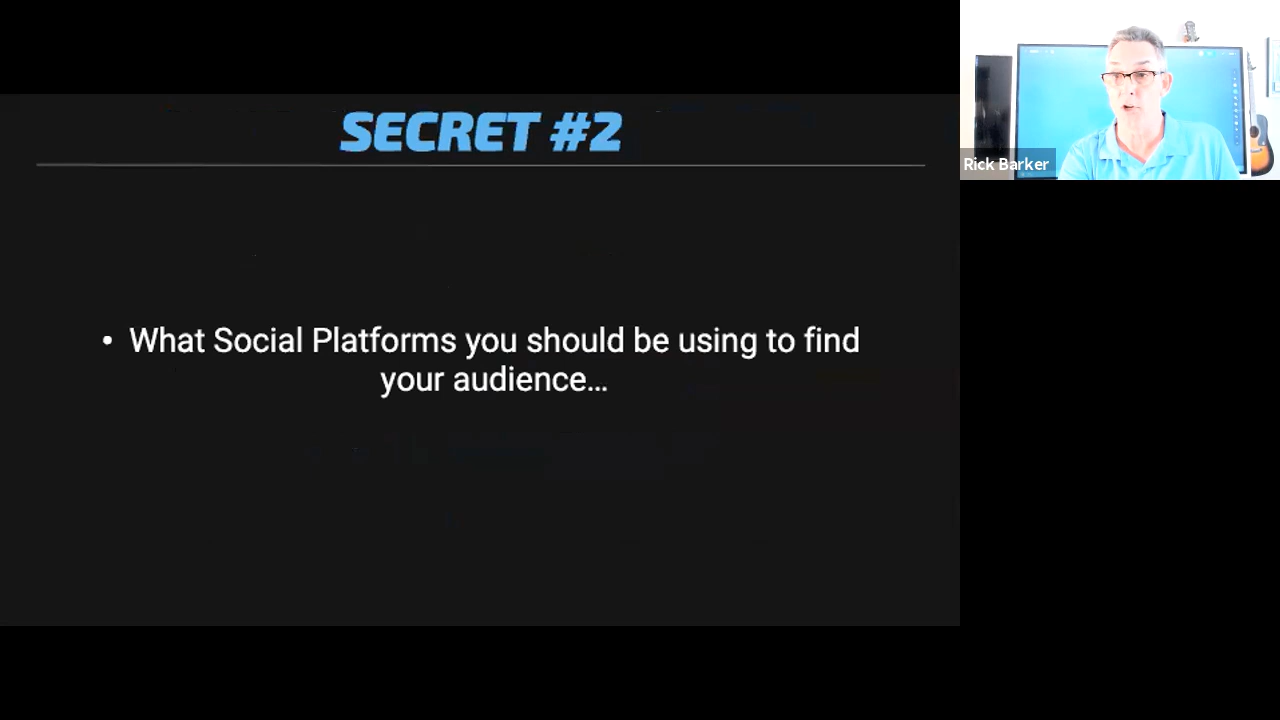 SECRET #2
• What Social Platforms you should be using to find
your audience…
Rick Barker